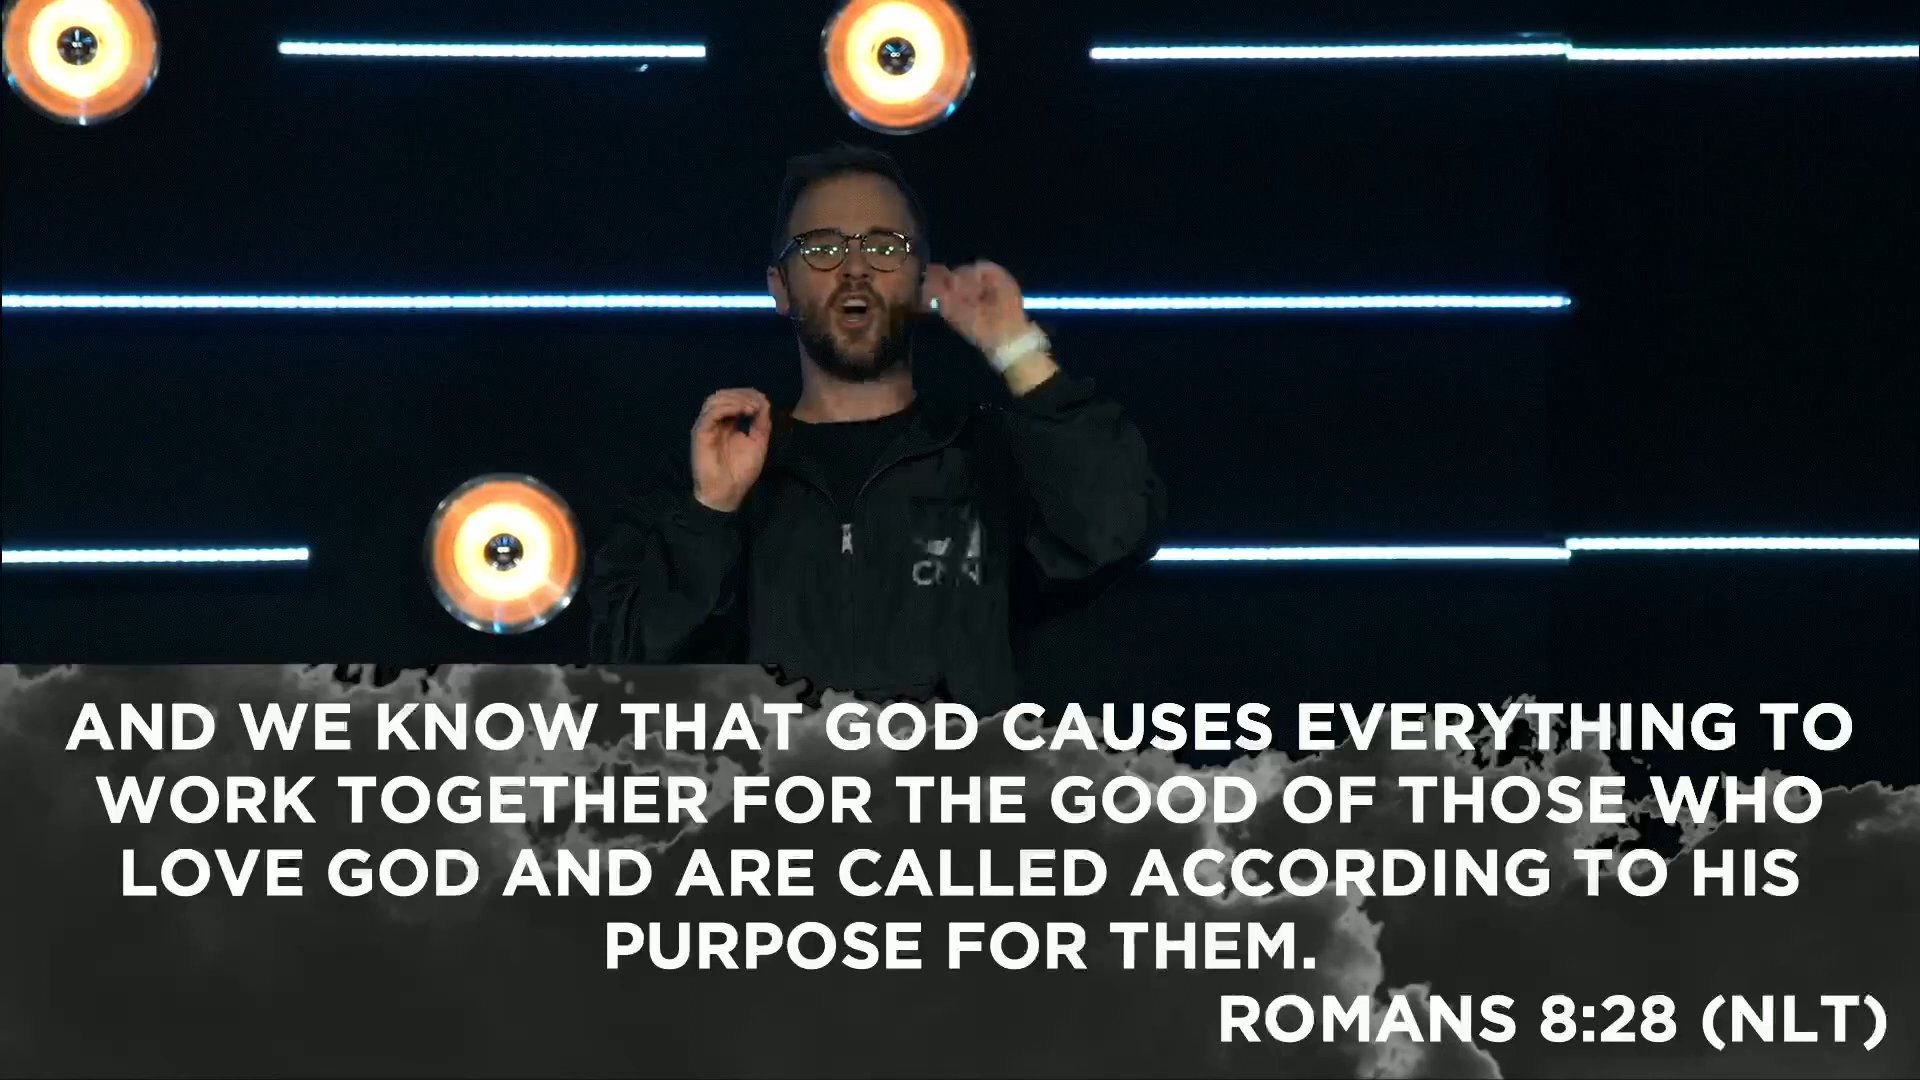 AND WE KNOW THAT GOD CAUSES EVERYTHING TO
WORK TOGETHER FOR THE GOOD OF THOSE WHO
LOVE GOD AND ARE CALLED ACCORDING TO HIS
PURPOSE FOR THEM.
ROMANS 8:28 (NLT)